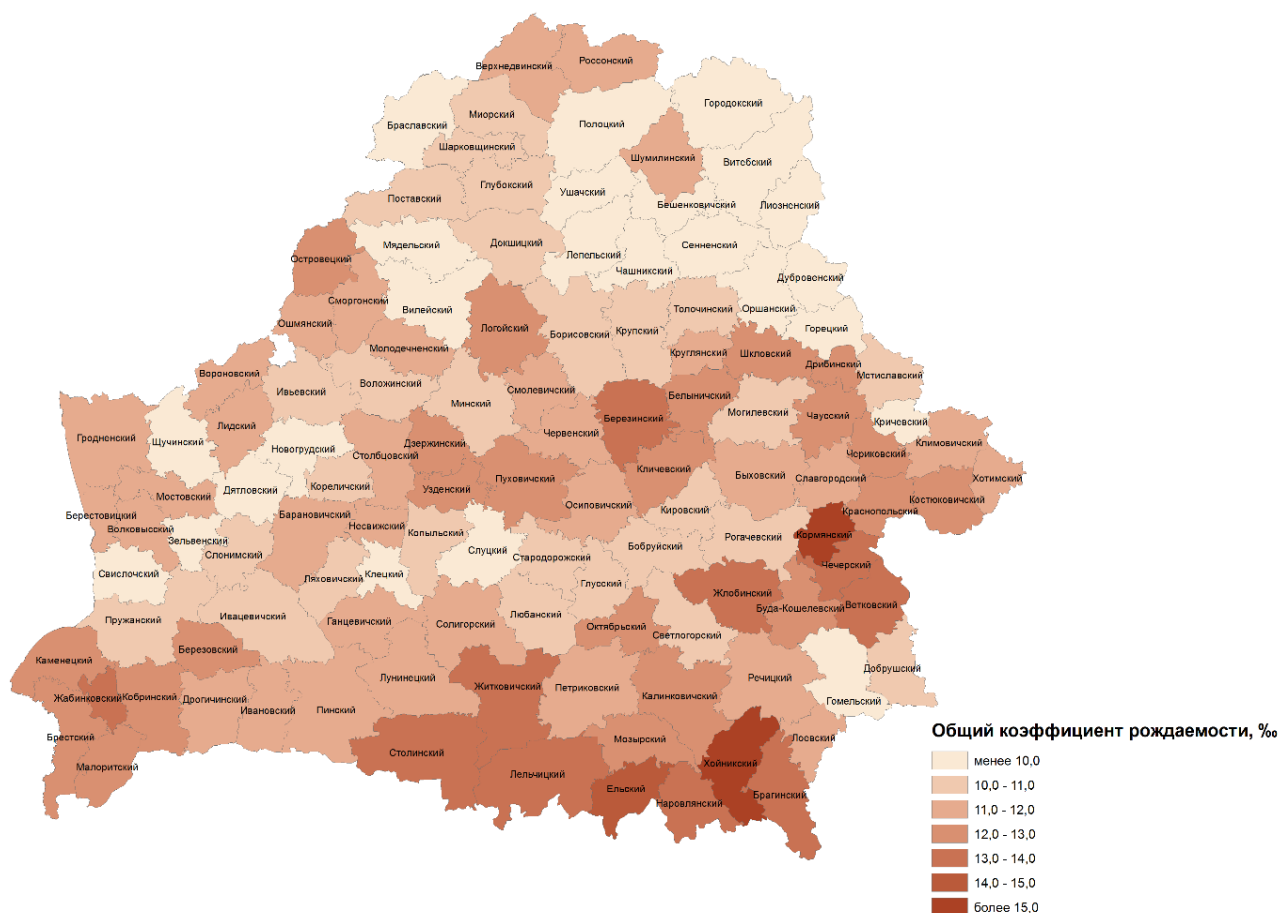 Верхнедвинский
Россонский
Городокский
Миорский
Полоцкий
Браславский
Шарковщинский
Шумилинский
Витебский
Глубокский
Ушачский
Поставский
Бешенковичский
Лиозненский
Мядельский
Докшицкий
Сенненский
Лепельский
Островецкий
Чашникский
Дубровенский
Сморгонский
Вилейский
Толочинский
Оршанский
Ошмянский
Логойский
Борисовский
Крупский
Горецкий
Молодечненский
Круглянский
Шкловский
Дрибинский
Вороновский
Воложинский
Мстиславский
Ивьевский
Смолевичский
Белыничский
Минский
Могилевский
Березинский
Чаусский
Кричевский
Лидский
Гродненский
Щучинский
Червенский
Дзержинский
Климовичский
Новогрудский
Столбцовский
Чериковский
Кличевский
Быховский
Славгородский
Хотимский
Пуховичский
Кореличский
Узденский
Дятловский
Мостовский
Костюковичский
Осиповичский
Кировский
Краснопольский
Берестовицкий
Барановичский
Несвижский
Волковысский
Копыльский
Кормянский
Рогачевский
Зельвенский
Слонимский
Слуцкий
Бобруйский
Стародорожский
Чечерский
Свислочский
Ляховичский
Клецкий
Глусский
Жлобинский
Ветковский
Буда-Кошелевский
Ивацевичский
Любанский
Пружанский
Ганцевичский
Солигорский
Октябрьский
Светлогорский
Березовский
Каменецкий
Добрушский
Лунинецкий
Речицкий
Житковичский
Петриковский
Калинковичский
Жабинковский
Кобринский
Дрогичинский
Гомельский
Ивановский
Пинский
Брестский
Мозырский
Лоевский
Столинский
Малоритский
Хойникский
Лельчицкий
Ельский
Брагинский
Наровлянский
Общий коэффициент рождаемости, ‰
менее 10,0
10,0 - 11,0
11,0 - 12,0
12,0 - 13,0
13,0 - 14,0
14,0 - 15,0
более 15,0